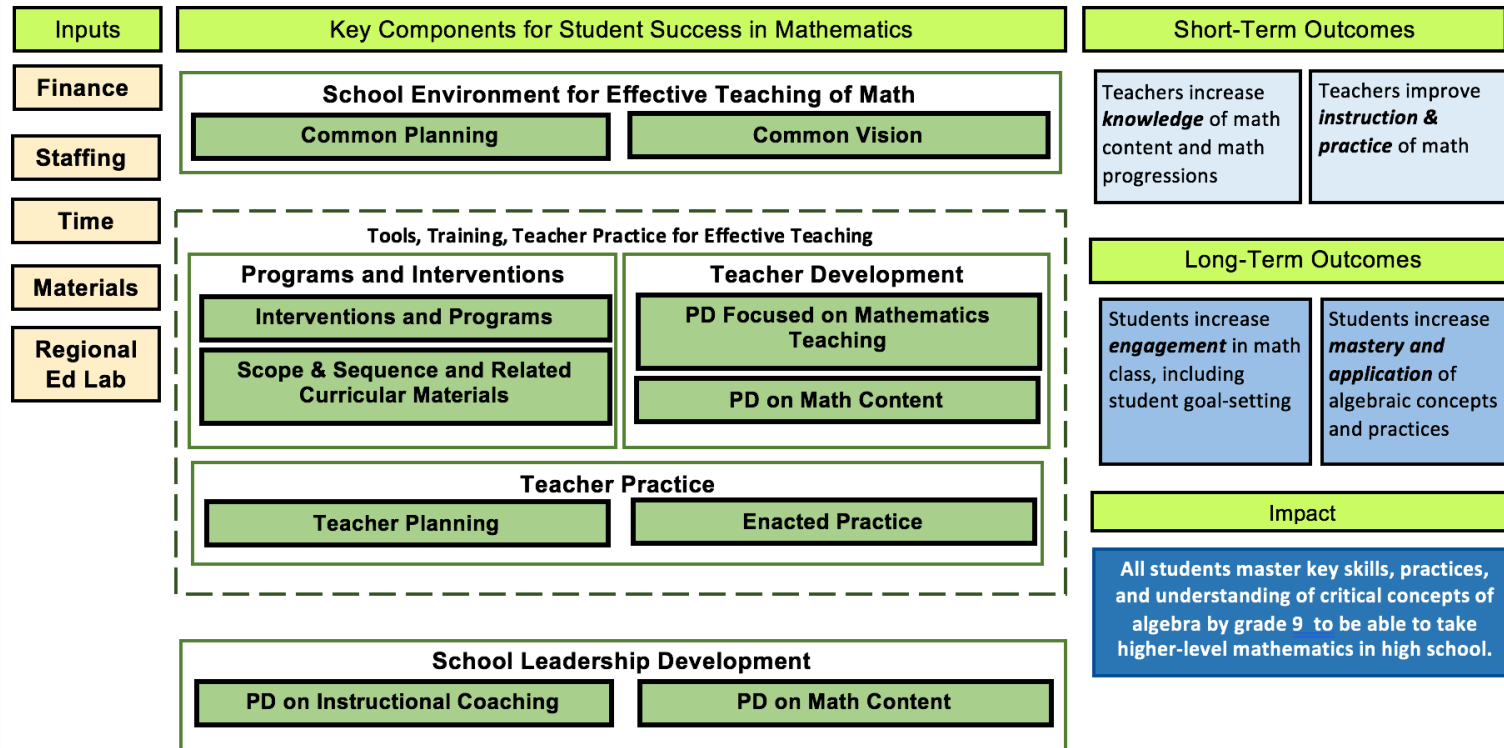 Inputs
Finance
Staffing
Time
Materials
Regional
Ed Lab
Key Components for Student Success in Mathematics
School Environment for Effective Teaching of Math
Common Planning
Common Vision
Tools, Training, Teacher Practice for Effective Teaching
Programs and Interventions
Interventions and Programs
Scope & Sequence and Related
Curricular Materials
Teacher Development
PD Focused on Mathematics
Teaching
PD on Math Content
Teacher Practice
Teacher Planning
Enacted Practice
School Leadership Development
PD on Instructional Coaching
PD on Math Content
Short-Term Outcomes
Teachers increase
knowledge of math
content and math
progressions
Teachers improve
instruction &
practice of math
Long-Term Outcomes
Students increase
engagement in math
class, including
student goal-setting
Students increase
mastery and
application of
algebraic concepts
and practices
Impact
All students master key skills, practices,
and understanding of critical concepts of
algebra by grade 9 to be able to take
higher-level mathematics in high school.